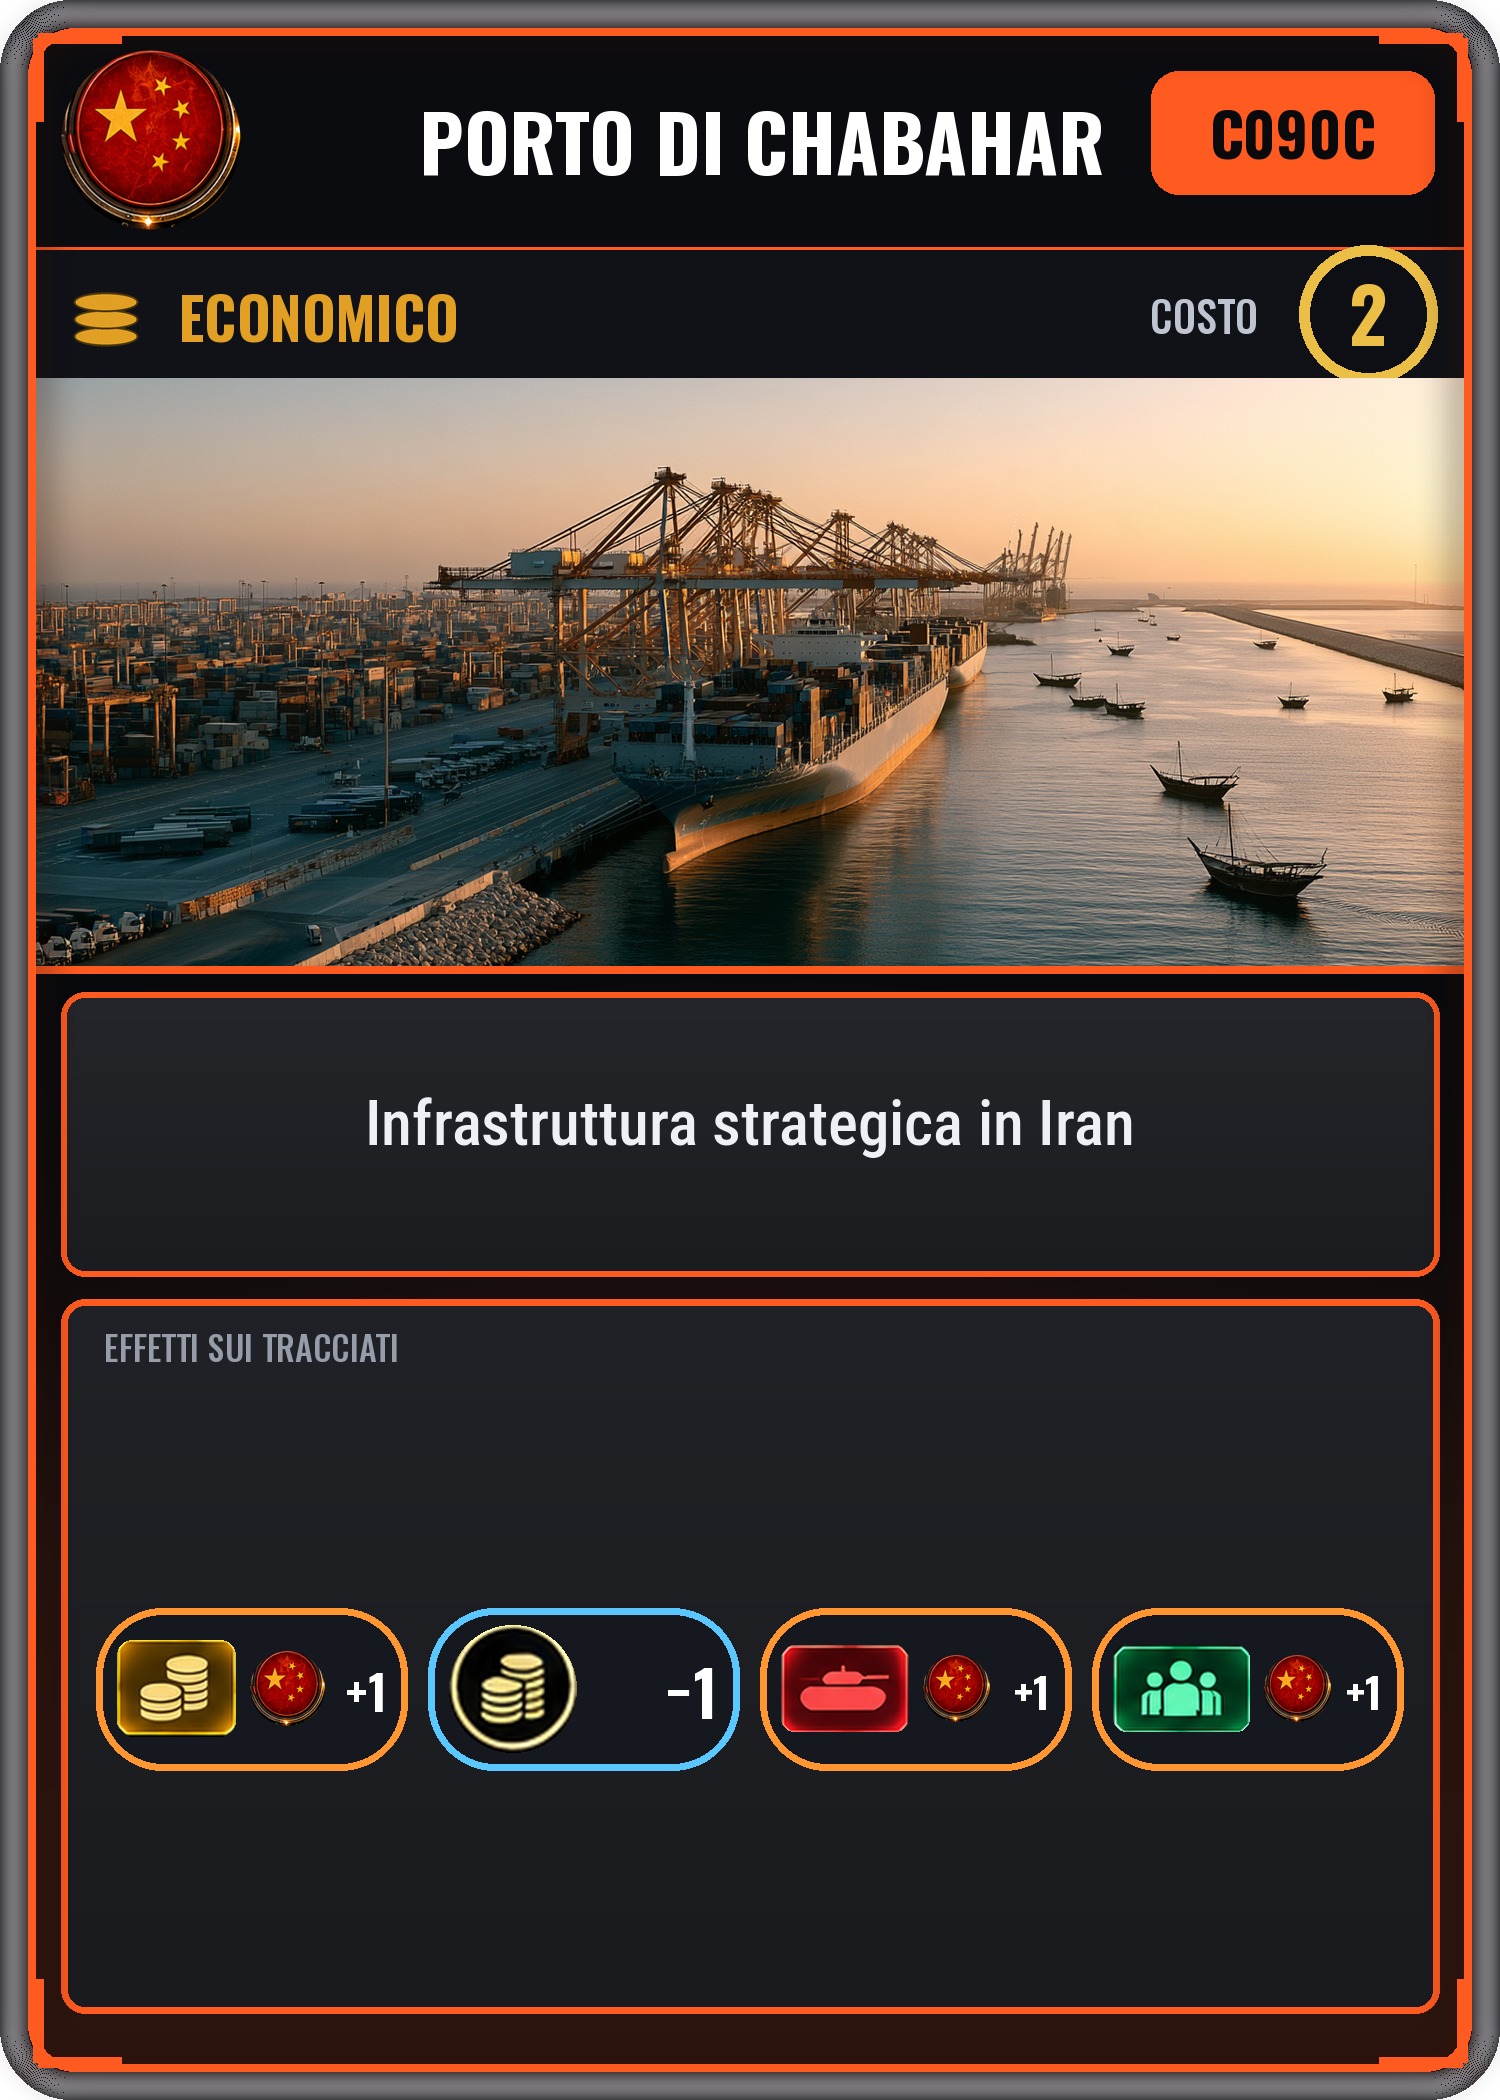 PORTO DI CHABAHAR
C090C
ECONOMICO
COSTO
2
Infrastruttura strategica in Iran
EFFETTI SUI TRACCIATI
+1
-1
+1
+1